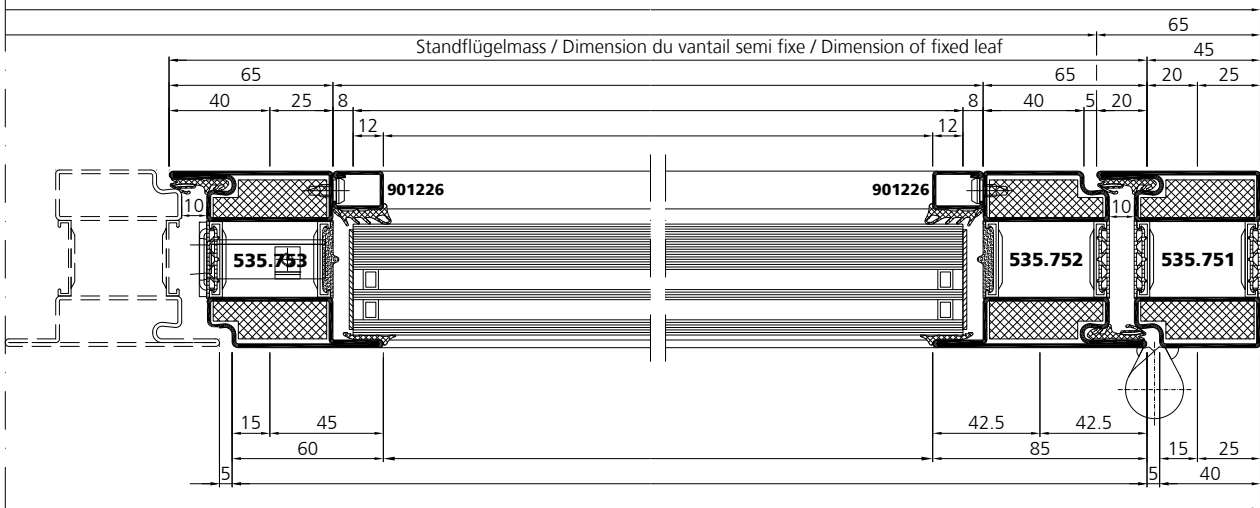 65
Standflügelmass / Dimension du vantail semi fixe / Dimension of fixed leaf 45
65 65 20 25
40 25 8 8 40 5 20
12 12
901226 901226
10 10
535.753 535.752 535.751
15 45 42.5 42.5
60 85 15 25
5 5 40